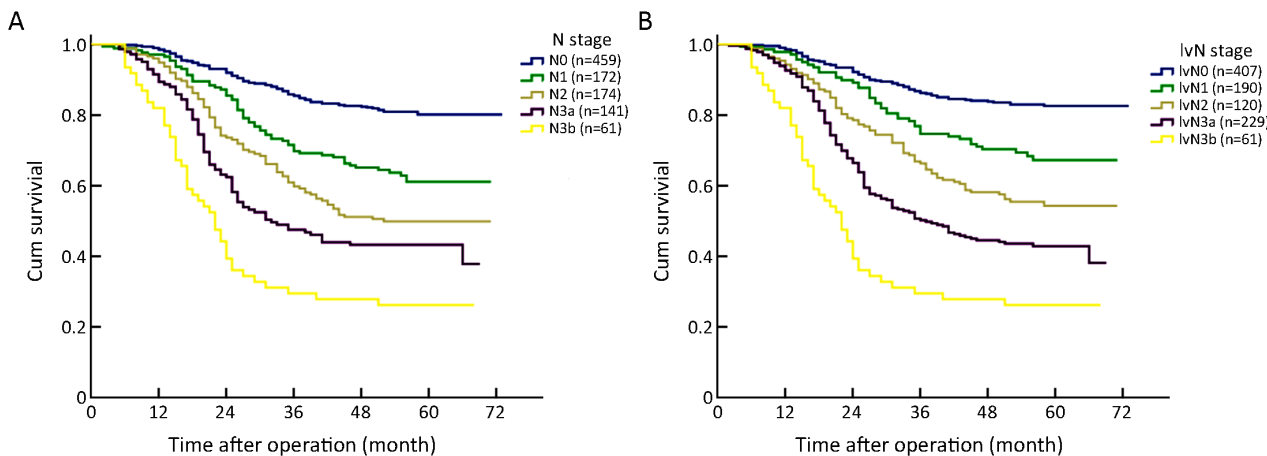 A
B
N stage
N0 (n=459)
N1 (n=172)
N2 (n=174)
N3a (n=141)
N3b (n=61)
1.0
0.8
0.6
0.4
0.2
0
0 12 24 36 48 60 72
Cum survivial
Time after operation (month)
lvN stage
lvN0 (n=407)
lvN1 (n=190)
lvN2 (n=120)
lvN3a (n=229)
lvN3b (n=61)
1.0
0.8
0.6
0.4
0.2
0
0 12 24 36 48 60 72
Cum survivial
Time after operation (month)